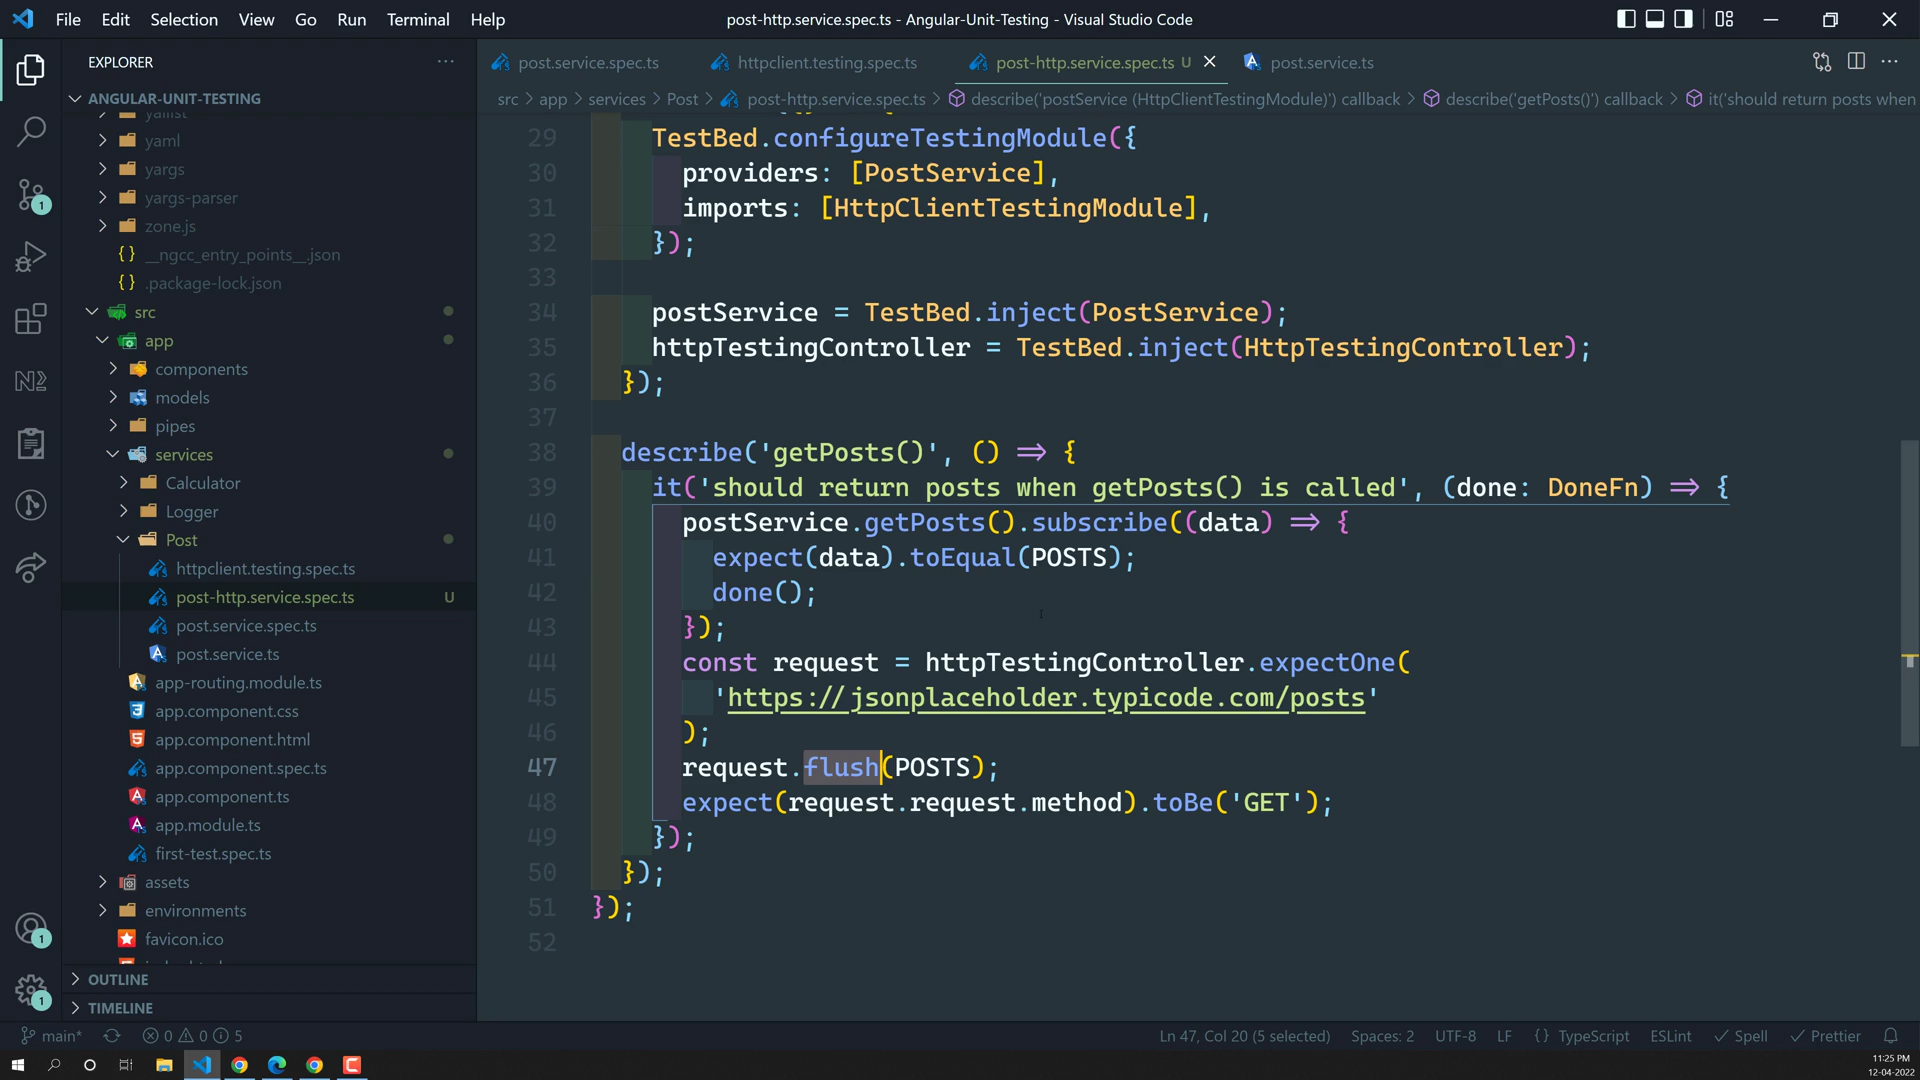 File Edit Selection View Go Run Terminal Help
post-http.service.spec.ts - Angular-Unit-Testing - Visual Studio Code
EXPLORER
ANGULAR-UNIT-TESTING
yallist
yaml
yargs
yargs-parser
zone.js
__ngcc_entry_points__.json
.package-lock.json
src
app
components
models
pipes
services
Calculator
Logger
Post
httpclient.testing.spec.ts
post-http.service.spec.ts U
post.service.spec.ts
post.service.ts
app-routing.module.ts
app.component.css
app.component.html
app.component.spec.ts
app.component.ts
app.module.ts
first-test.spec.ts
assets
environments
favicon.ico
OUTLINE
TIMELINE
post.service.spec.ts httpclient.testing.spec.ts post-http.service.spec.ts U post.service.ts
src > app > services > Post > post-http.service.spec.ts > describe('postService (HttpClientTestingModule)') callback > describe('getPosts()') callback > it('should return posts when
29 TestBed.configureTestingModule({
30 providers: [PostService],
31 imports: [HttpClientTestingModule],
32 });
33
34 postService = TestBed.inject(PostService);
35 httpTestingController = TestBed.inject(HttpTestingController);
36 });
37
38 describe('getPosts()', () => {
39 it('should return posts when getPosts() is called', (done: DoneFn) => {
40 postService.getPosts().subscribe((data) => {
41 expect(data).toEqual(POSTS);
42 done();
43 });
44 const request = httpTestingController.expectOne(
45 'https://jsonplaceholder.typicode.com/posts'
46 );
47 request.flush(POSTS);
48 expect(request.request.method).toBe('GET');
49 });
50 });
51 });
52
main* 0 0 5
Ln 47, Col 20 (5 selected) Spaces: 2 UTF-8 LF {} TypeScript ESLint Spell Prettier
11:25 PM
12-04-2022